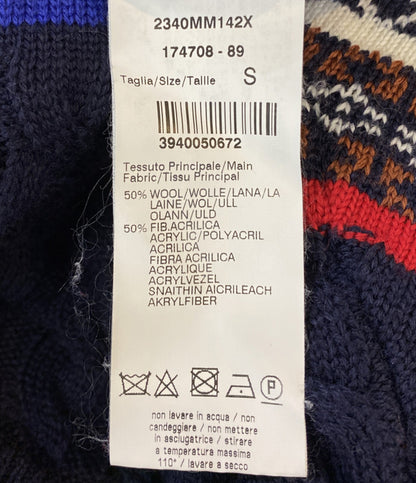 2340MM142X
174708 - 89
Taglia/Size/Taille S
3940050672
Tessuto Principale/Main
Fabric/Tissu Principal
50% WOOL/WOLLE/LANA/LA
LAINE/WOL/ULL
OLANN/ULD
50% FIB.ACRILICA
ACRYLIC/POLYACRIL
ACRILICA
FIBRA ACRILICA
ACRYLIQUE
ACRYLVEZEL
SNAITHIN AICRILEACH
AKRYLFIBER
P
non lavare in acqua / non
candeggiare / non mettere
in asciugatrice / stirare
a temperatura massima
110° / lavare a secco